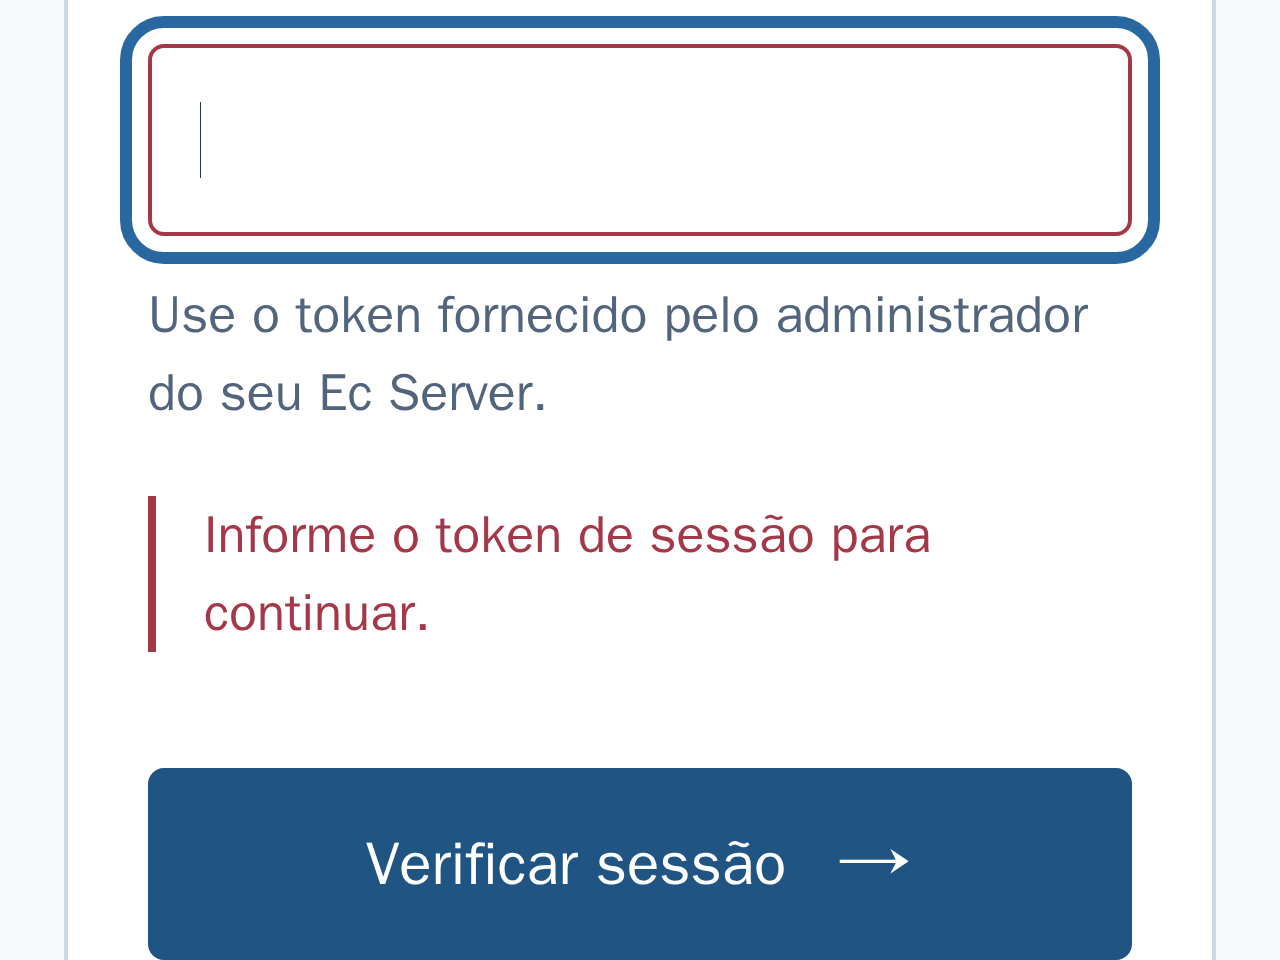 Use o token fornecido pelo administrador
do seu Ec Server.
Informe o token de sessão para
continuar.
Verificar sessão →